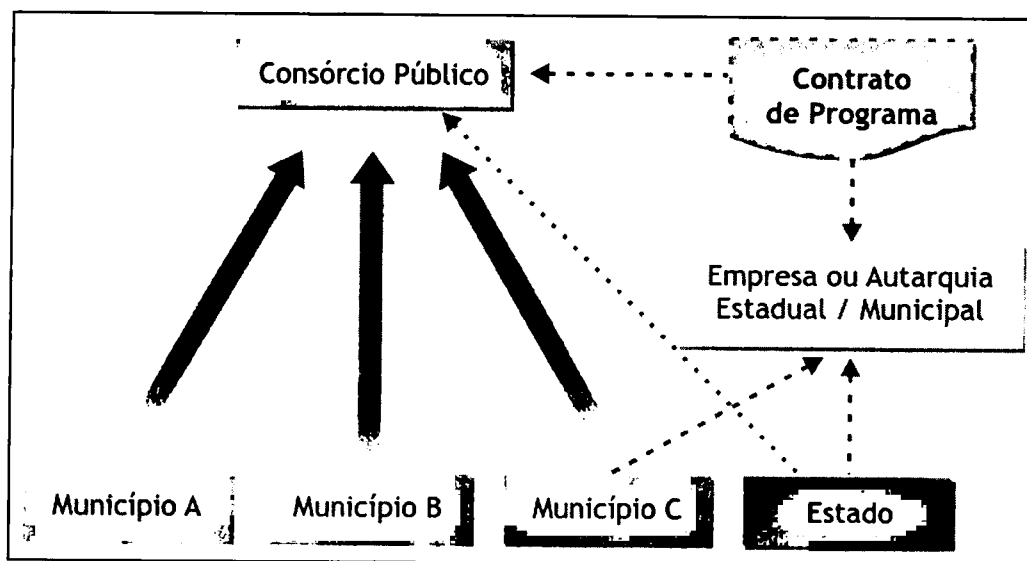 Consórcio Público
Contrato
de Programa
Empresa ou Autarquia
Estadual / Municipal
Município A
Município B
Município C
Estado